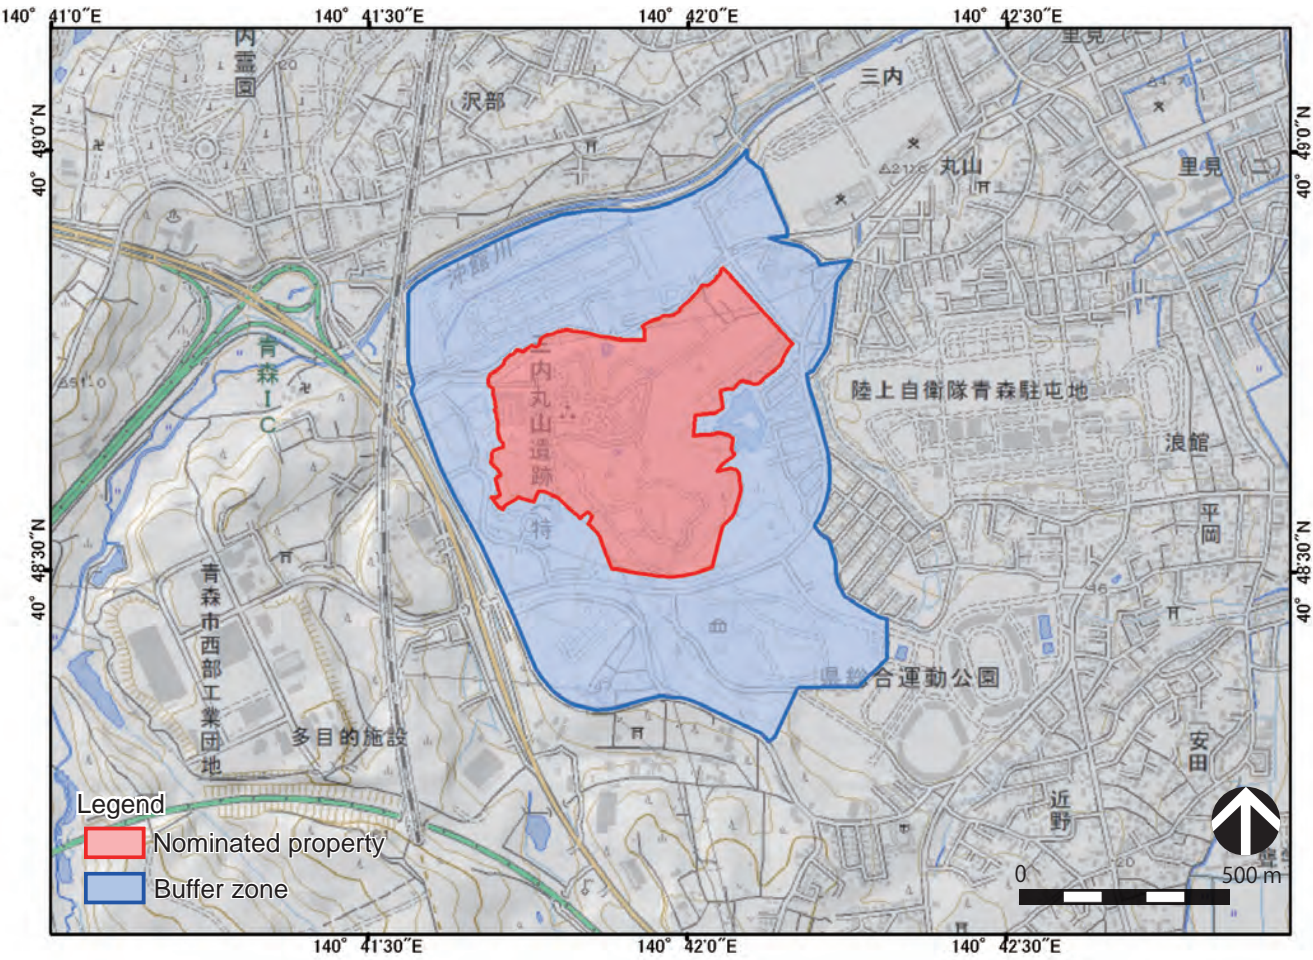 140° 41'0"E
140° 41'30"E
140° 42'0"E
140° 42'30"E
40° 49'0"N
40° 49'0"N
40° 48'30"N
40° 48'30"N
内霊園
20
沢部
三内
里見
丸山
里見(二)
沖館川
青森IC
三内丸山遺跡
特
陸上自衛隊青森駐屯地
浪館
平岡
46
青森市西部工業団地
県総合運動公園
多目的施設
安田
近野
20
Legend
Nominated property
Buffer zone
0
500 m
140° 41'30"E
140° 42'0"E
140° 42'30"E